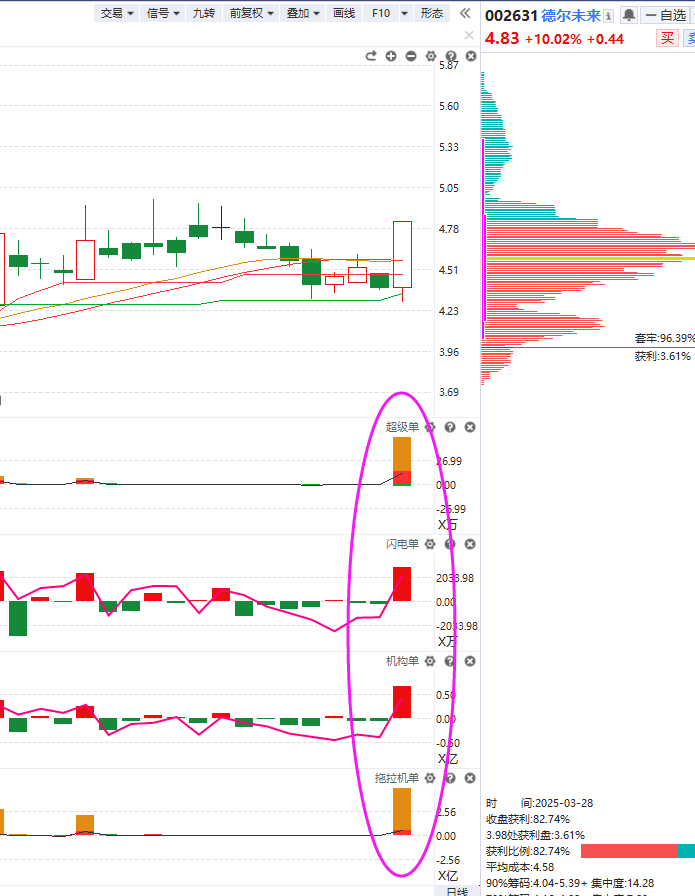 交易 信号 九转 前复权 叠加 画线 F10 形态
002631 德尔未来 自选
4.83 +10.02% +0.44 买
5.87
5.60
5.33
5.05
4.78
4.51
4.23
套牢:96.39%
3.96
获利:3.61%
3.69
超级单
26.99
0.00
-26.99
X万
闪电单
2033.98
0.00
-2033.98
X万
机构单
0.50
0.00
-0.50
X亿
拖拉机单
2.56
0.00
-2.56
X亿
时 间:2025-03-28
收盘获利:82.74%
3.98处获利盘:3.61%
获利比例:82.74%
平均成本:4.58
90%筹码:4.04-5.39+ 集中度:14.28
日线